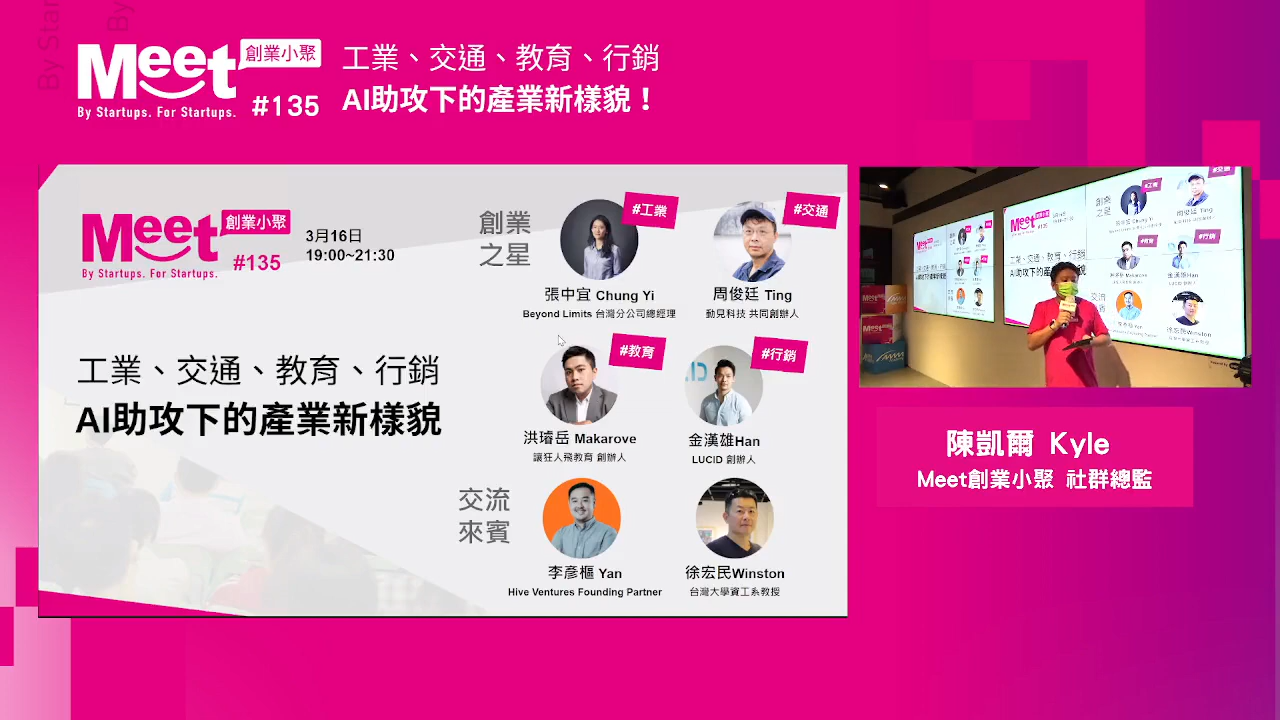 By Star
By
Meet 創業小聚
By Startups. For Startups. #135
工業、交通、教育、行銷
AI助攻下的產業新樣貌！
Meet 創業小聚
By Startups. For Startups. #135
3月16日
19:00~21:30
工業、交通、教育、行銷
AI助攻下的產業新樣貌
創業
之星
#工業
張中宜 Chung Yi
Beyond Limits 台灣分公司總經理
#交通
周俊廷 Ting
動見科技 共同創辦人
#教育
洪璿岳 Makarove
讓狂人飛教育 創辦人
#行銷
金漢雄Han
LUCID 創辦人
交流
來賓
李彥樞 Yan
Hive Ventures Founding Partner
徐宏民Winston
台灣大學資工系教授
陳凱爾 Kyle
Meet創業小聚 社群總監